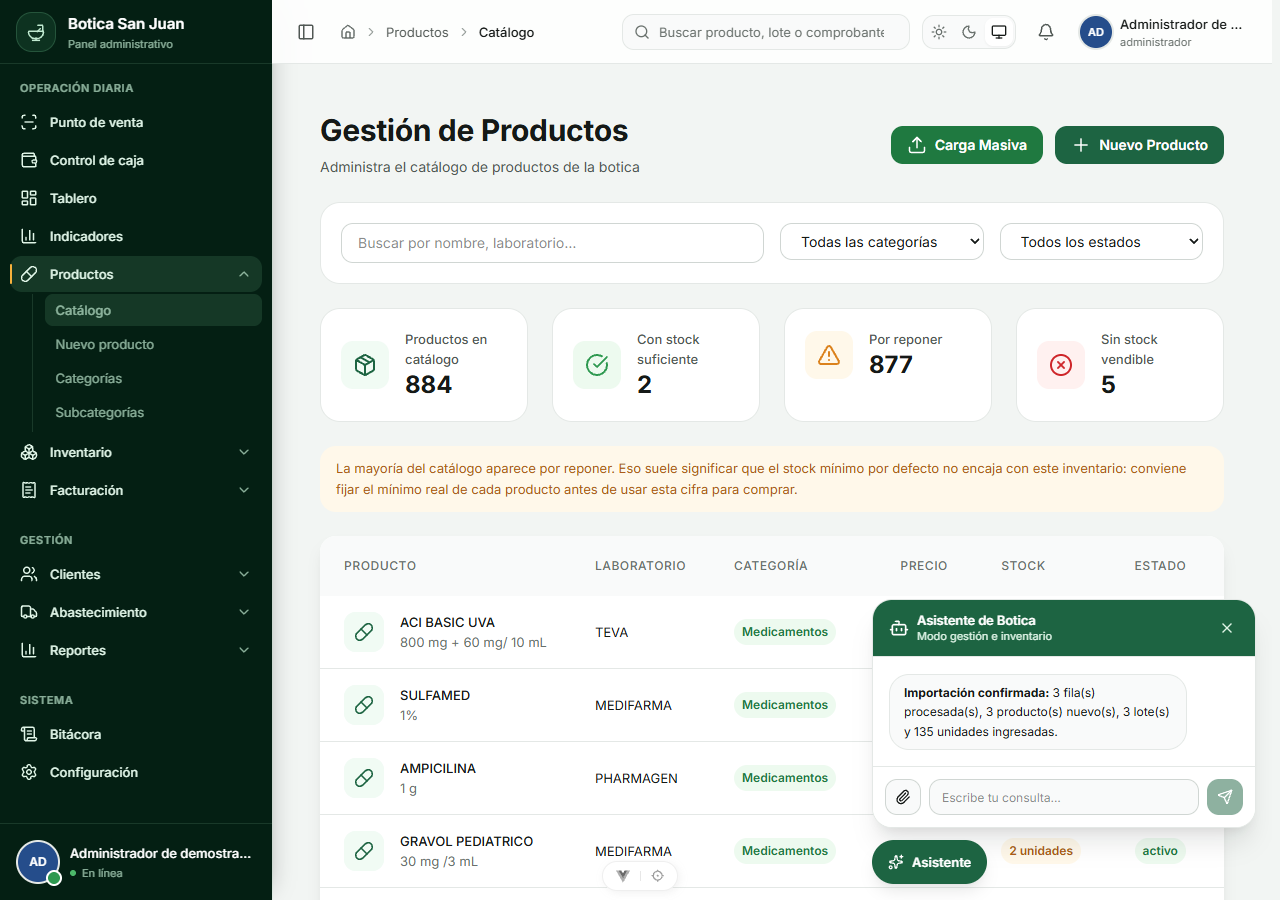 Botica San Juan
Panel administrativo
OPERACIÓN DIARIA
Punto de venta
Control de caja
Tablero
Indicadores
Productos
Catálogo
Nuevo producto
Categorías
Subcategorías
Inventario
Facturación
GESTIÓN
Clientes
Abastecimiento
Reportes
SISTEMA
Bitácora
Configuración
AD
Administrador de demostra...
En línea
Productos
Catálogo
Buscar producto, lote o comprobante
AD
Administrador de ...
administrador
Gestión de Productos
Administra el catálogo de productos de la botica
Carga Masiva
Nuevo Producto
Buscar por nombre, laboratorio...
Todas las categorías
Todos los estados
Productos en
catálogo
884
Con stock
suficiente
2
Por reponer
877
Sin stock
vendible
5
La mayoría del catálogo aparece por reponer. Eso suele significar que el stock mínimo por defecto no encaja con este inventario: conviene
fijar el mínimo real de cada producto antes de usar esta cifra para comprar.
PRODUCTO LABORATORIO CATEGORÍA PRECIO STOCK ESTADO
ACI BASIC UVA
800 mg + 60 mg/ 10 mL
TEVA
Medicamentos
SULFAMED
1%
MEDIFARMA
Medicamentos
AMPICILINA
1 g
PHARMAGEN
Medicamentos
GRAVOL PEDIATRICO
30 mg /3 mL
MEDIFARMA
Medicamentos
2 unidades
activo
Asistente de Botica
Modo gestión e inventario
Importación confirmada: 3 fila(s)
procesada(s), 3 producto(s) nuevo(s), 3 lote(s)
y 135 unidades ingresadas.
Escribe tu consulta...
Asistente